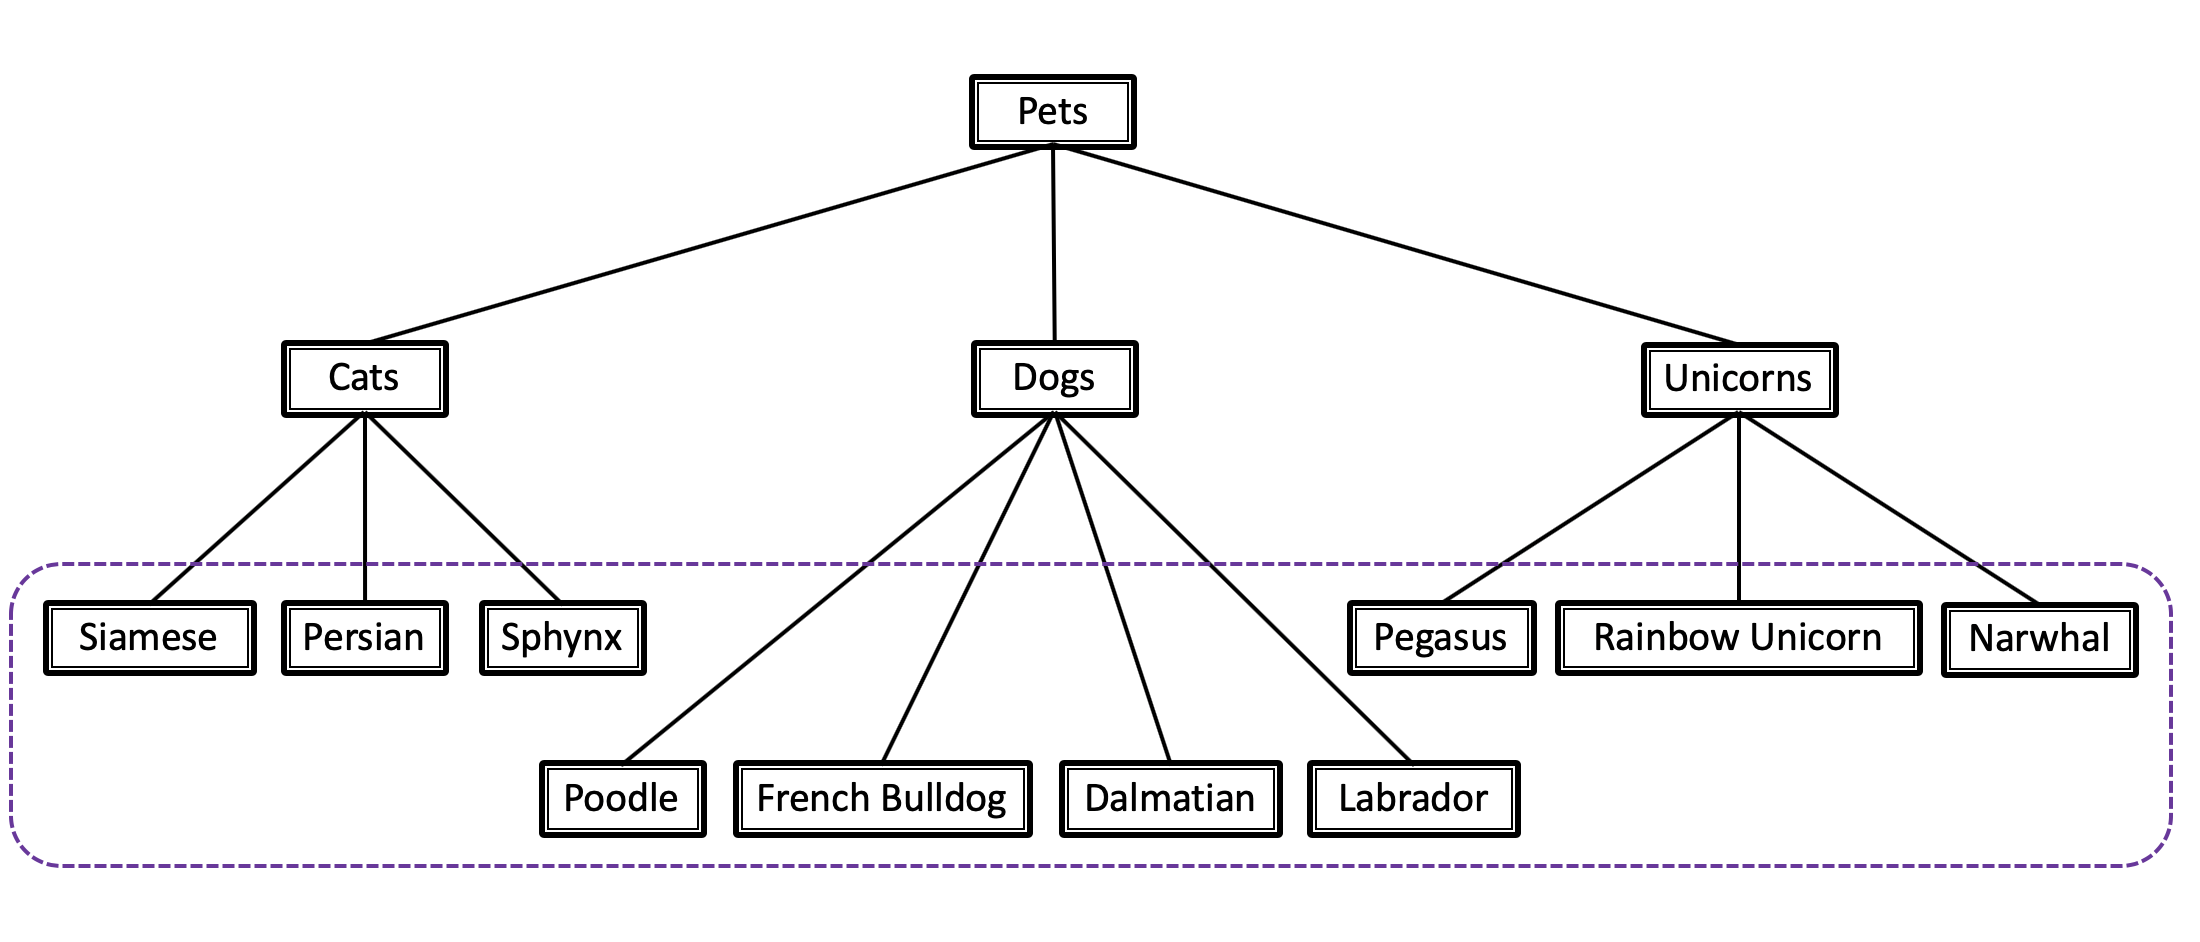 Pets
Cats
Dogs
Unicorns
Siamese
Persian
Sphynx
Pegasus
Rainbow Unicorn
Narwhal
Poodle
French Bulldog
Dalmatian
Labrador